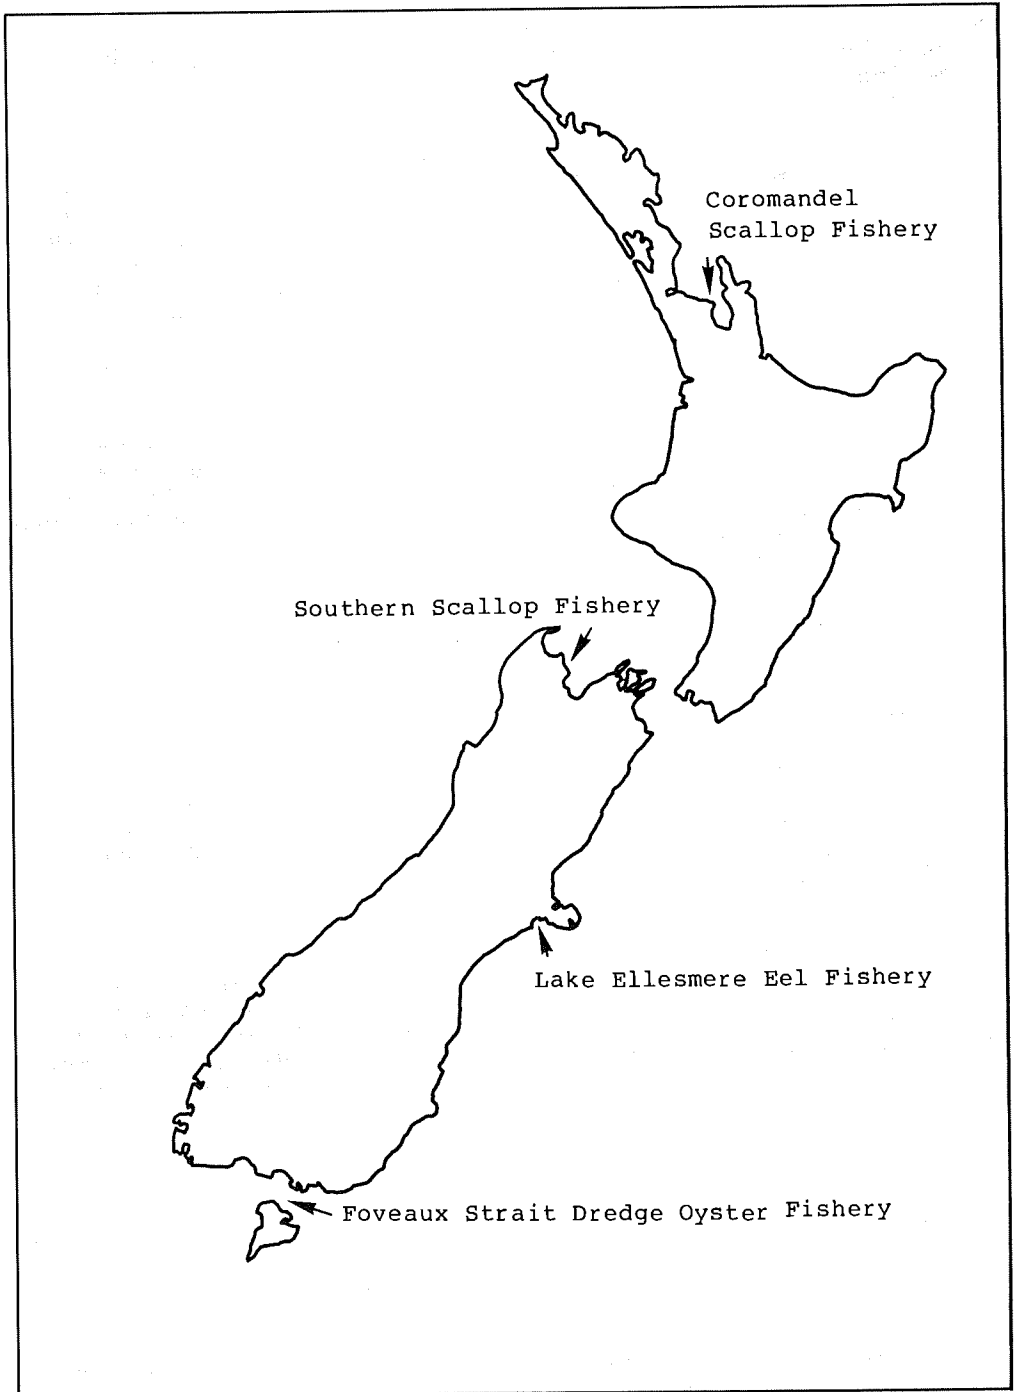 Coromandel
Scallop Fishery
Southern Scallop Fishery
Lake Ellesmere Eel Fishery
Foveaux Strait Dredge Oyster Fishery